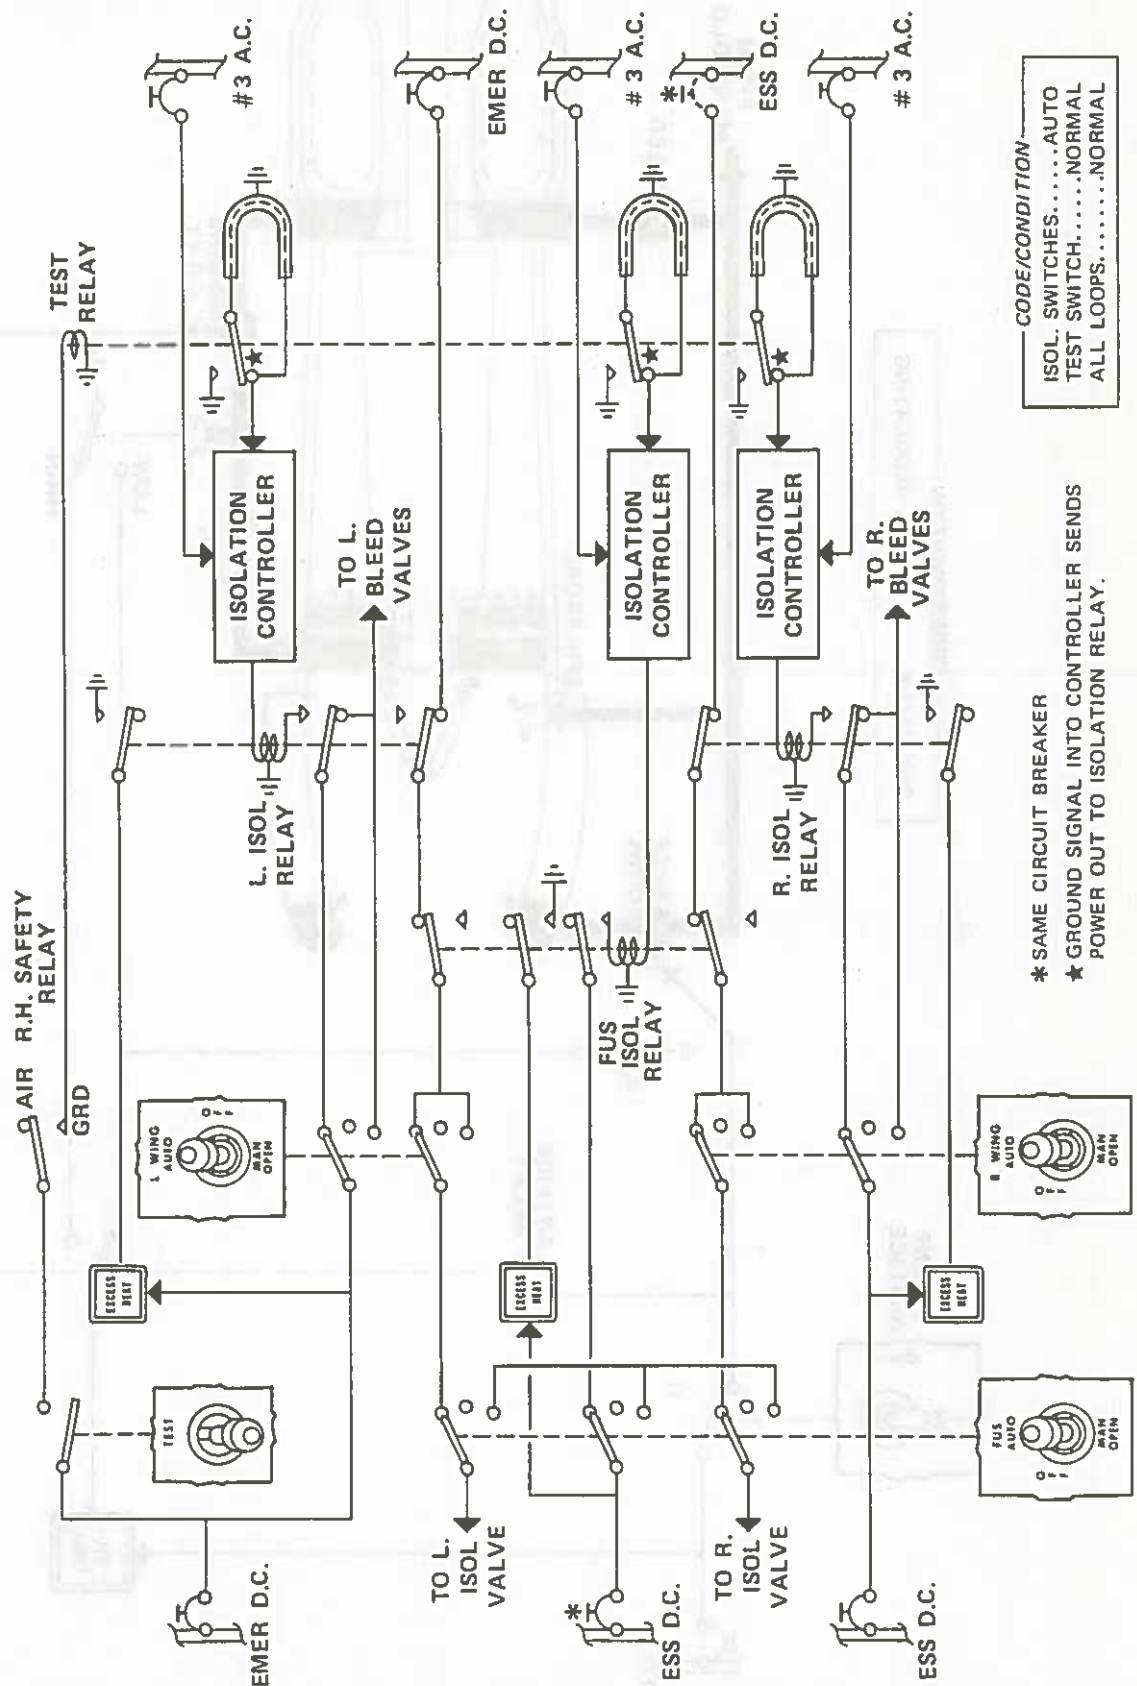 AIR
R.H. SAFETY
RELAY
GRD
TEST
RELAY
# 3 A.C.
EMER D.C.
# 3 A.C.
ESS D.C.
# 3 A.C.
EXCESS
HEAT
L WING
AUTO
OFF
MAN
OPEN
TEST
EMER D.C.
L. ISOL
RELAY
ISOLATION
CONTROLLER
TO L.
BLEED
VALVES
TO L.
ISOL
VALVE
EXCESS
HEAT
FUS
ISOL
RELAY
ISOLATION
CONTROLLER
*
ESS D.C.
TO R.
ISOL
VALVE
R. ISOL
RELAY
ISOLATION
CONTROLLER
TO R.
BLEED
VALVES
ESS D.C.
EXCESS
HEAT
R WING
AUTO
OFF
MAN
OPEN
FUS
AUTO
OFF
MAN
OPEN
* SAME CIRCUIT BREAKER
★ GROUND SIGNAL INTO CONTROLLER SENDS
POWER OUT TO ISOLATION RELAY.
CODE/CONDITION
ISOL. SWITCHES.....AUTO
TEST SWITCH.....NORMAL
ALL LOOPS........NORMAL